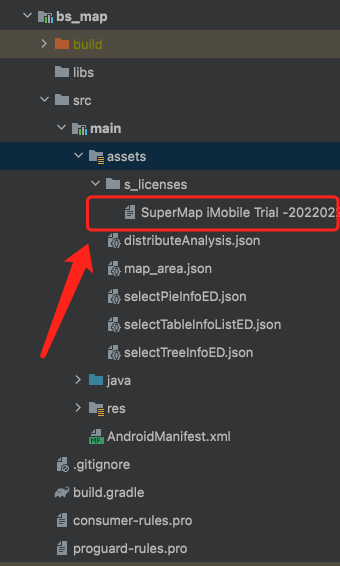 bs_map
build
libs
src
main
assets
s_licenses
SuperMap iMobile Trial -202202
distributeAnalysis.json
map_area.json
selectPieInfoED.json
selectTableInfoListED.json
selectTreeInfoED.json
java
res
AndroidManifest.xml
.gitignore
build.gradle
consumer-rules.pro
proguard-rules.pro